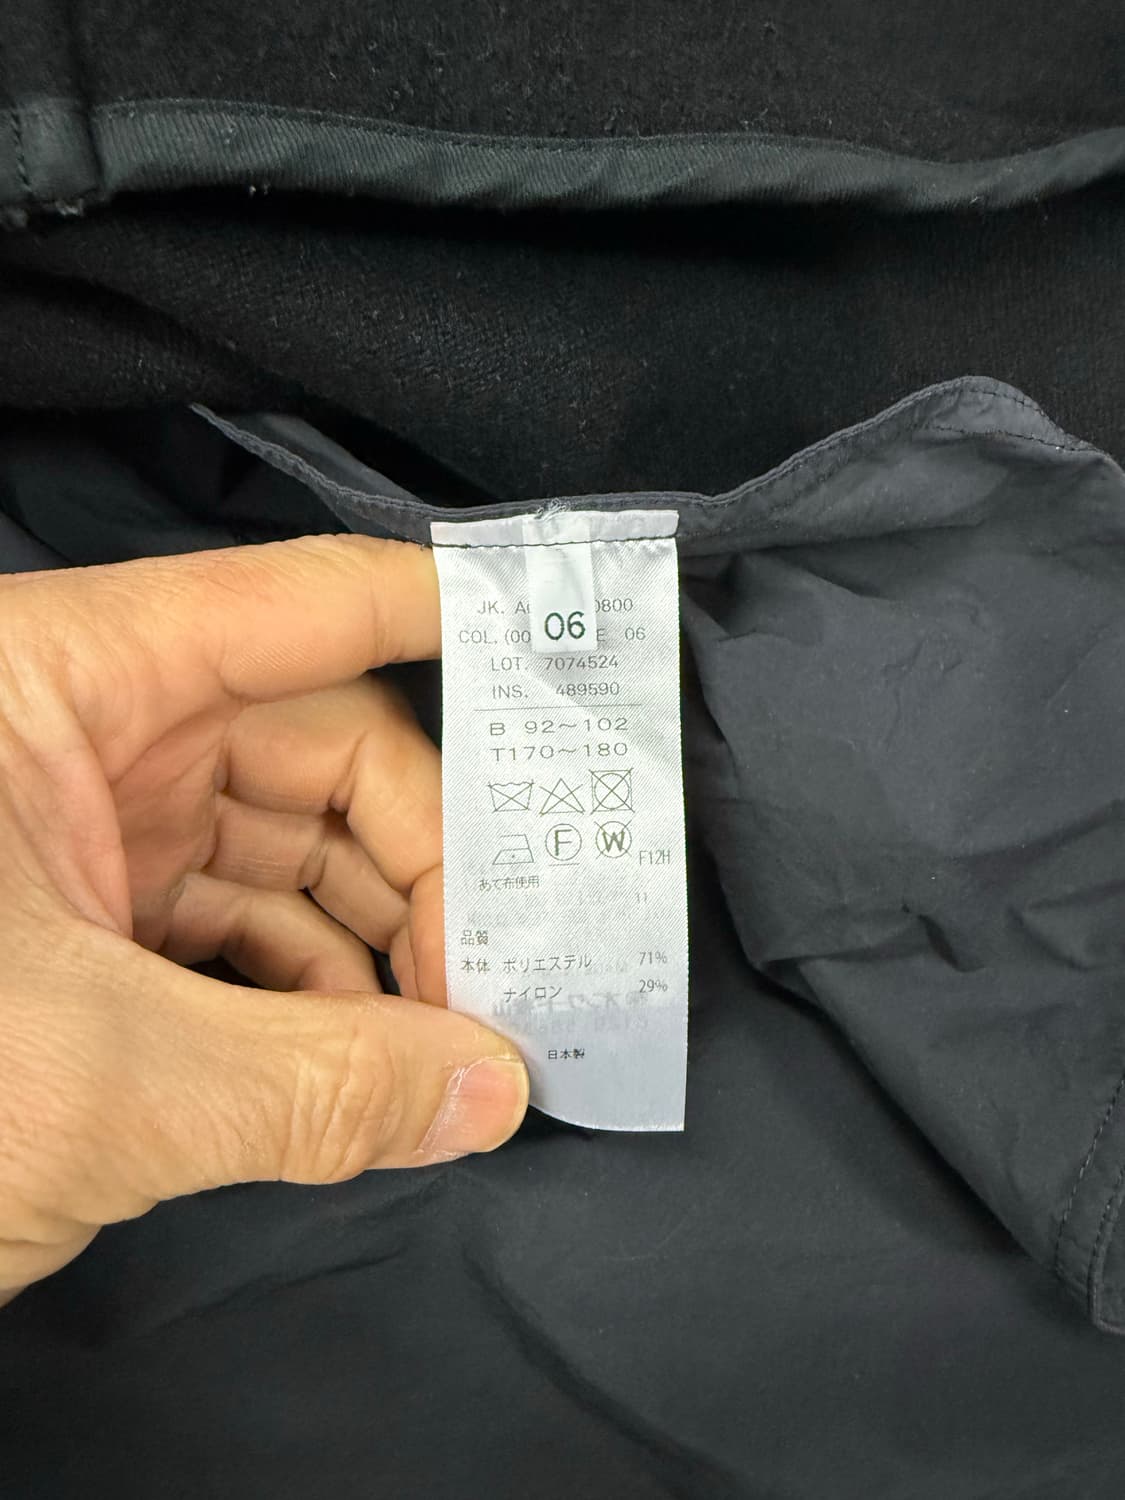 06
JK. A 0800
COL. (00 E 06
LOT. 7074524
INS. 489590
B 92～102
T170～180
F W F12H
あて布使用
品質
本体 ポリエステル 71%
ナイロン 29%
日本製